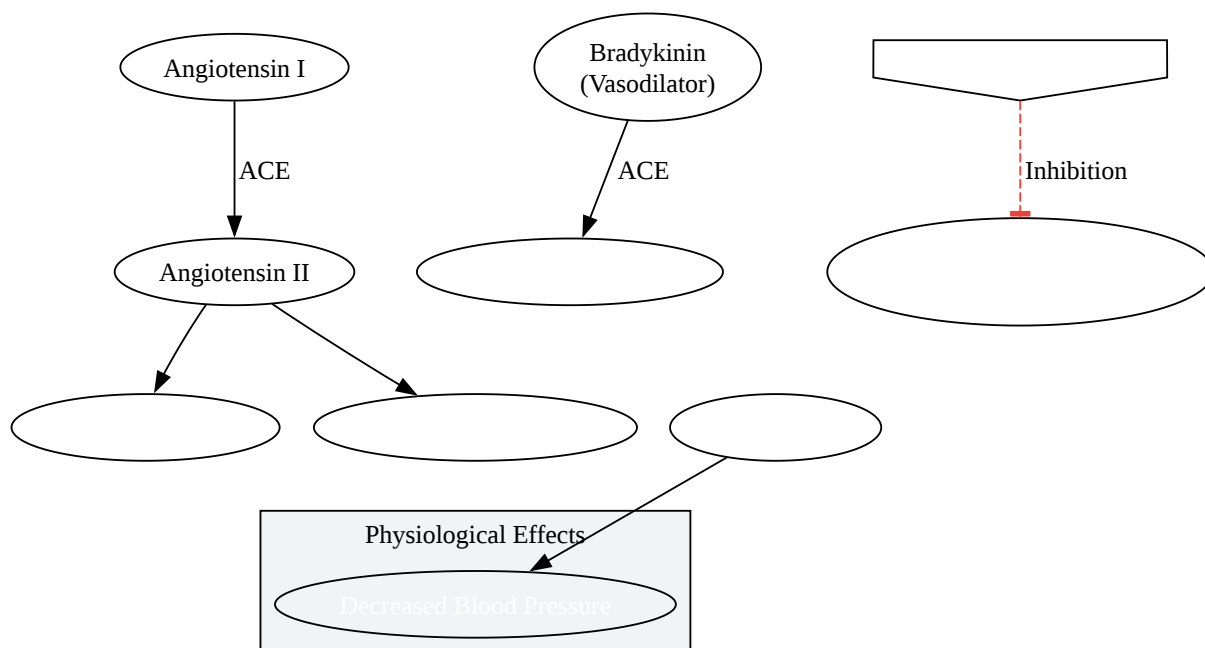 Angiotensin I
Bradykinin
(Vasodilator)
ACE
ACE
Inhibition
Angiotensin II
Physiological Effects
Decreased Blood Pressure